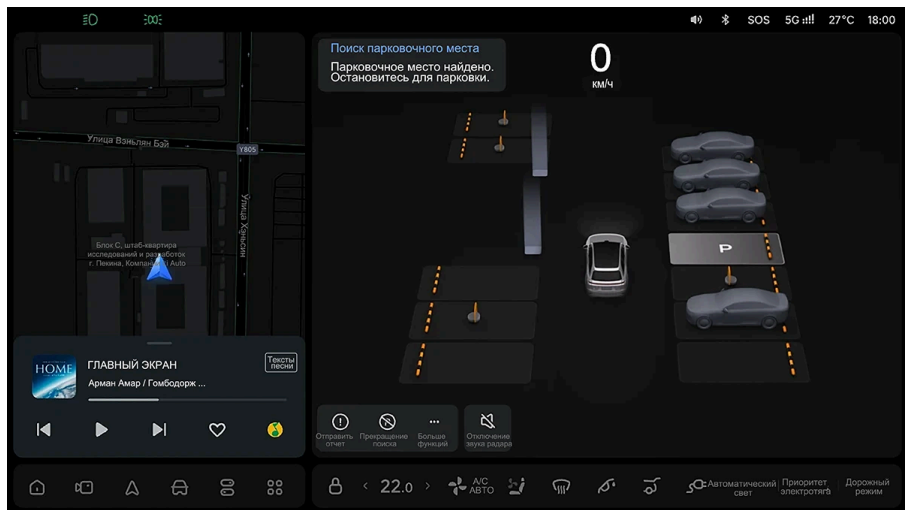 SOS
5G
27°C
18:00
Поиск парковочного места
Парковочное место найдено.
Остановитесь для парковки.
0
км/ч
Улица Вэньлян Бэй
Y805
Улица Хэнсин
Блок C, штаб-квартира
исследований и разработок
г. Пекина, Компания Li Auto
P
HOME
ГЛАВНЫЙ ЭКРАН
Арман Амар / Гомбодорж ...
Тексты
песни
Отправить
отчет
Прекращение
поиска
Больше
функций
Отключение
звука радара
22.0
A/C
АВТО
Автоматический
свет
Приоритет
электротяга
Дорожный
режим